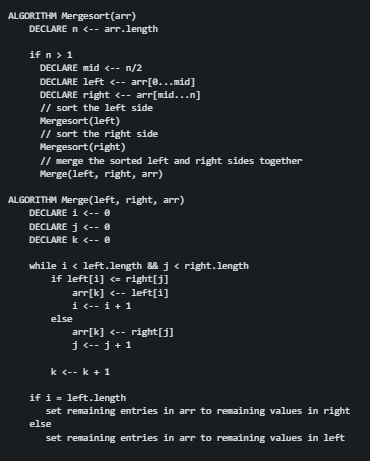 ALGORITHM Mergesort(arr)
    DECLARE n <-- arr.length

    if n > 1
      DECLARE mid <-- n/2
      DECLARE left <-- arr[0...mid]
      DECLARE right <-- arr[mid...n]
      // sort the left side
      Mergesort(left)
      // sort the right side
      Mergesort(right)
      // merge the sorted left and right sides together
      Merge(left, right, arr)

ALGORITHM Merge(left, right, arr)
    DECLARE i <-- 0
    DECLARE j <-- 0
    DECLARE k <-- 0

    while i < left.length && j < right.length
        if left[i] <= right[j]
            arr[k] <-- left[i]
            i <-- i + 1
        else
            arr[k] <-- right[j]
            j <-- j + 1

        k <-- k + 1

    if i = left.length
       set remaining entries in arr to remaining values in right
    else
       set remaining entries in arr to remaining values in left